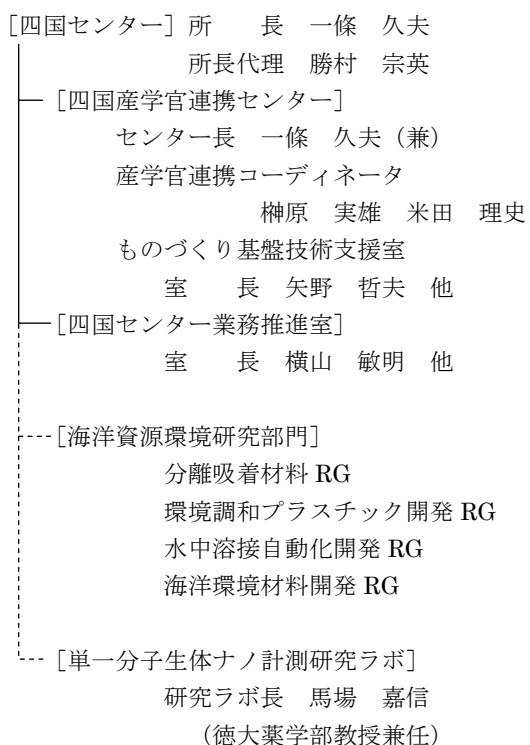 [四国センター] 所　　長　一條　久夫
所長代理　勝村　宗英
[四国産学官連携センター]
センター長　一條　久夫（兼）
産学官連携コーディネータ
榊原　実雄　米田　理史
ものづくり基盤技術支援室
室　　長　矢野　哲夫　他
[四国センター業務推進室]
室　　長　横山　敏明　他
[海洋資源環境研究部門]
分離吸着材料 RG
環境調和プラスチック開発 RG
水中溶接自動化開発 RG
海洋環境材料開発 RG
[単一分子生体ナノ計測研究ラボ]
研究ラボ長　馬場　嘉信
（徳大薬学部教授兼任）